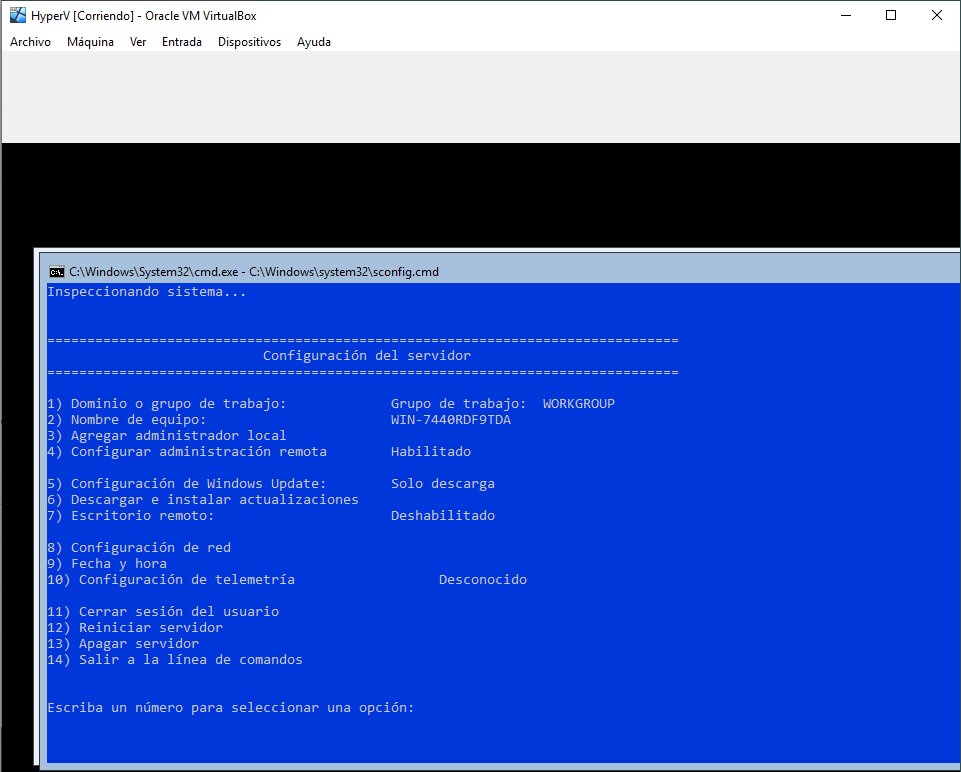 HyperV [Corriendo] - Oracle VM VirtualBox
Archivo Máquina Ver Entrada Dispositivos Ayuda
C:\Windows\System32\cmd.exe - C:\Windows\system32\sconfig.cmd
Inspeccionando sistema...
===============================================================================
Configuración del servidor
===============================================================================
1) Dominio o grupo de trabajo: Grupo de trabajo: WORKGROUP
2) Nombre de equipo: WIN-7440RDF9TDA
3) Agregar administrador local
4) Configurar administración remota Habilitado
5) Configuración de Windows Update: Solo descarga
6) Descargar e instalar actualizaciones
7) Escritorio remoto: Deshabilitado
8) Configuración de red
9) Fecha y hora
10) Configuración de telemetría Desconocido
11) Cerrar sesión del usuario
12) Reiniciar servidor
13) Apagar servidor
14) Salir a la línea de comandos
Escriba un número para seleccionar una opción: